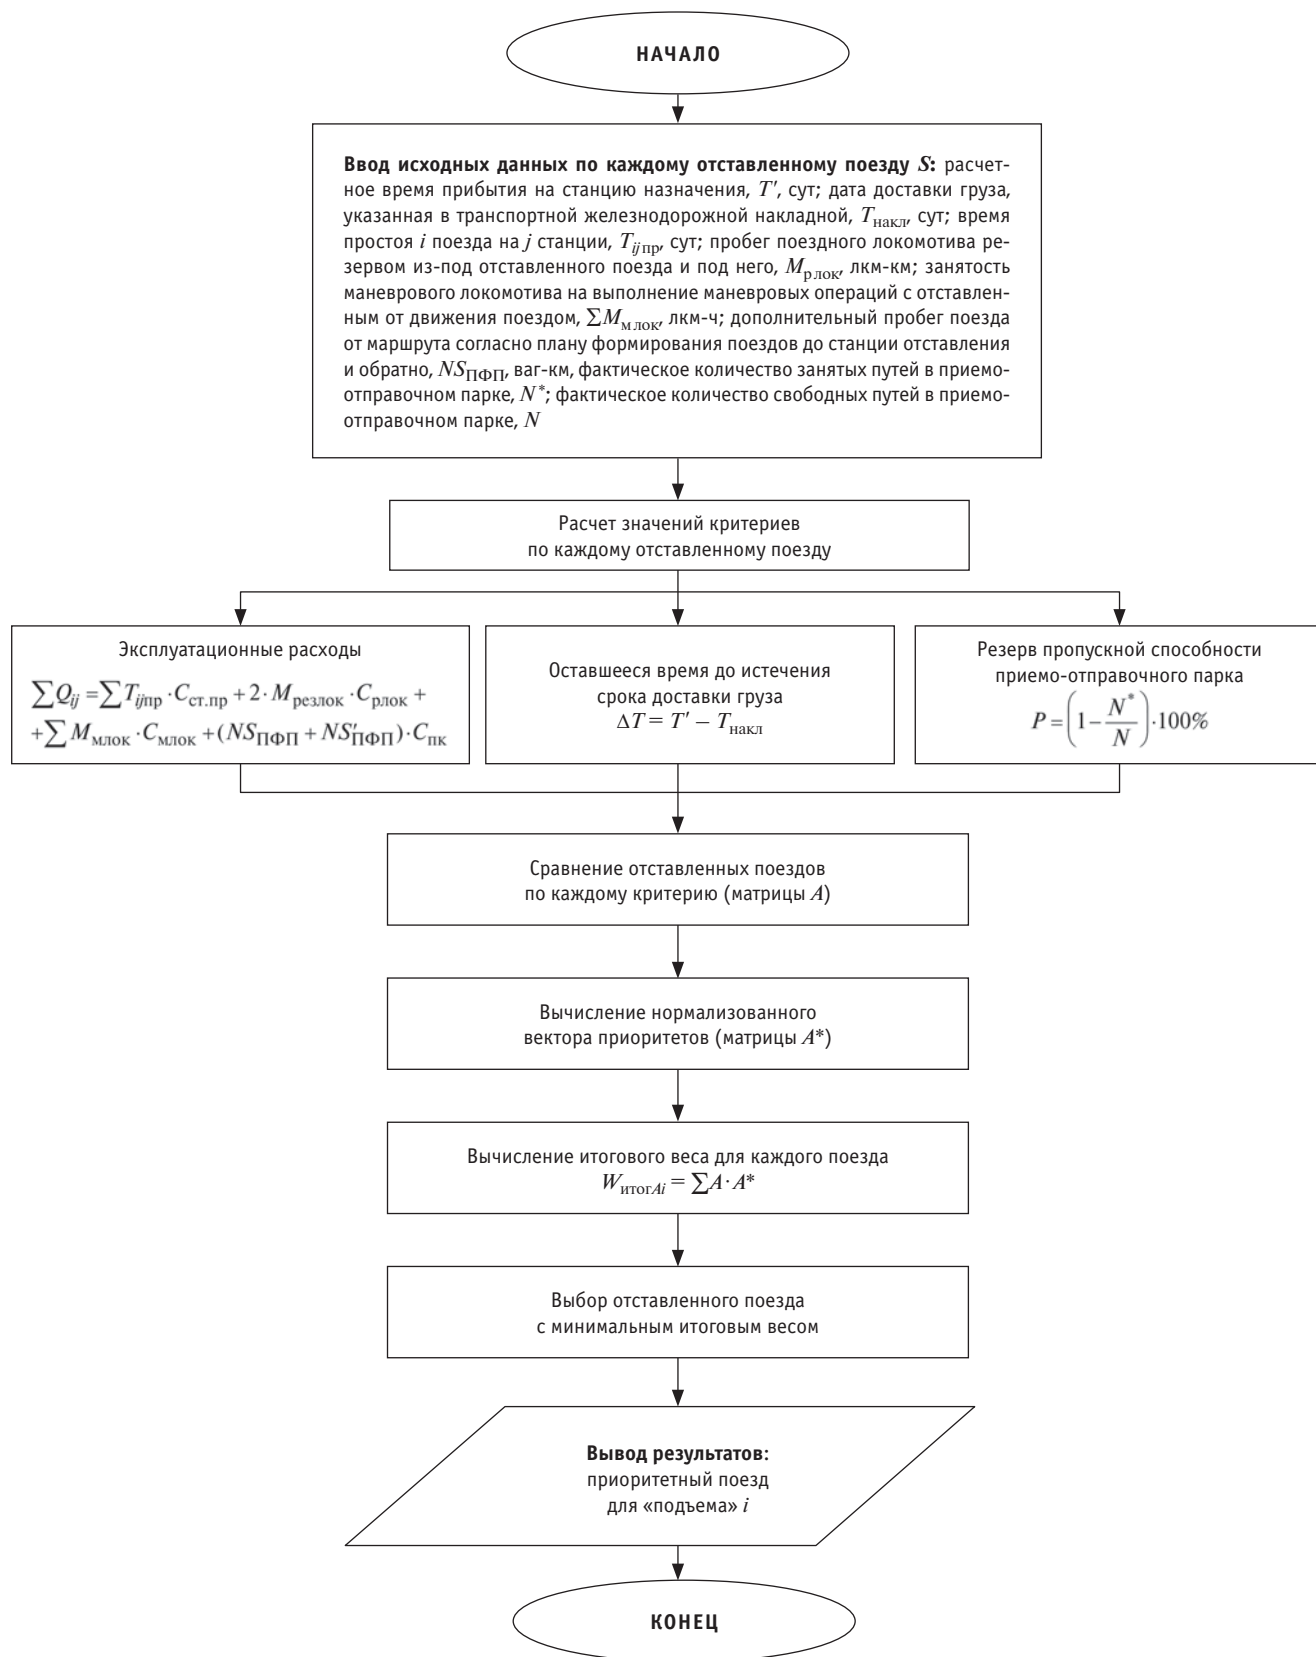 НАЧАЛО
Ввод исходных данных по каждому отставленному поезду S: расчет-
ное время прибытия на станцию назначения, T′, сут; дата доставки груза,
указанная в транспортной железнодорожной накладной, Tнакл, сут; время
простоя i поезда на j станции, Tij пр, сут; пробег поездного локомотива ре-
зервом из-под отставленного поезда и под него, Mр лок, лкм-км; занятость
маневрового локомотива на выполнение маневровых операций с отставлен-
ным от движения поездом, ∑Mм лок, лкм-ч; дополнительный пробег поезда
от маршрута согласно плану формирования поездов до станции отставления
и обратно, NSПФП, ваг-км, фактическое количество занятых путей в приемо-
отправочном парке, N*; фактическое количество свободных путей в приемо-
отправочном парке, N
Расчет значений критериев
по каждому отставленному поезду
Эксплуатационные расходы
∑Qij = ∑Tijпр · Cст.пр + 2 · Mрезлок · Cрлок +
+ ∑Mмлок · Cмлок + (NSПФП + NS′ПФП) · Cпк
Оставшееся время до истечения
срока доставки груза
ΔT = T′ − Tнакл
Резерв пропускной способности
приемо-отправочного парка
P = (1 − N*/N) · 100%
Сравнение отставленных поездов
по каждому критерию (матрицы A)
Вычисление нормализованного
вектора приоритетов (матрицы A*)
Вычисление итогового веса для каждого поезда
WитогAi = ∑A · A*
Выбор отставленного поезда
с минимальным итоговым весом
Вывод результатов:
приоритетный поезд
для «подъема» i
КОНЕЦ